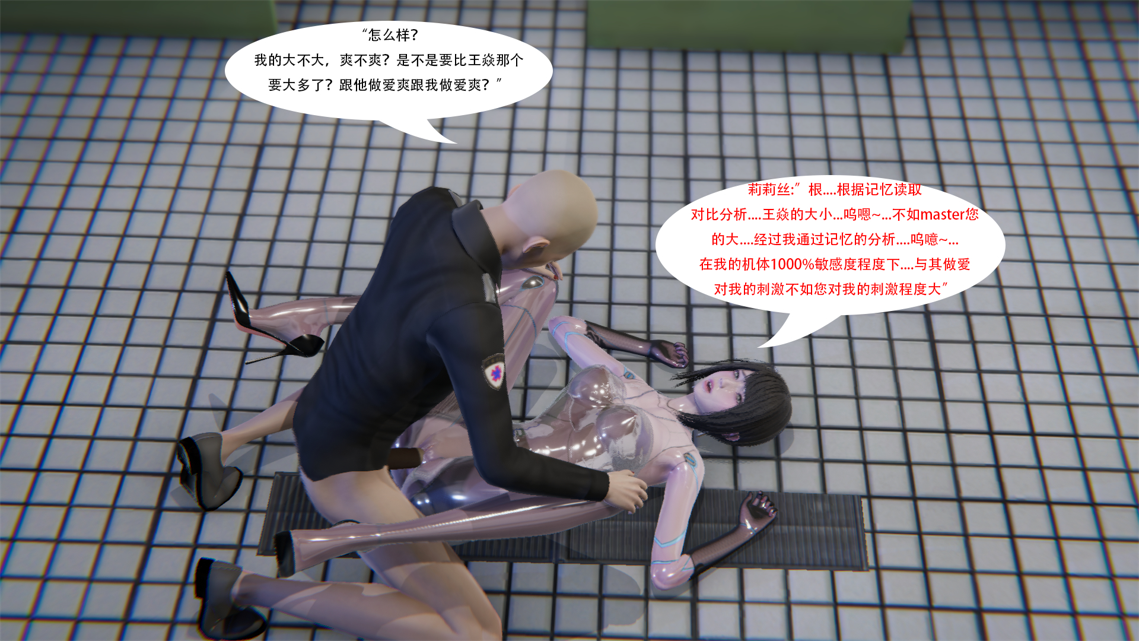 “怎么样？
我的大不大，爽不爽？是不是要比王焱那个
要大多了？跟他做爱爽跟我做爱爽？”
莉莉丝:”根....根据记忆读取
对比分析....王焱的大小...呜嗯~...不如master您
的大....经过我通过记忆的分析....呜噫~...
在我的机体1000%敏感度程度下....与其做爱
对我的刺激不如您对我的刺激程度大”